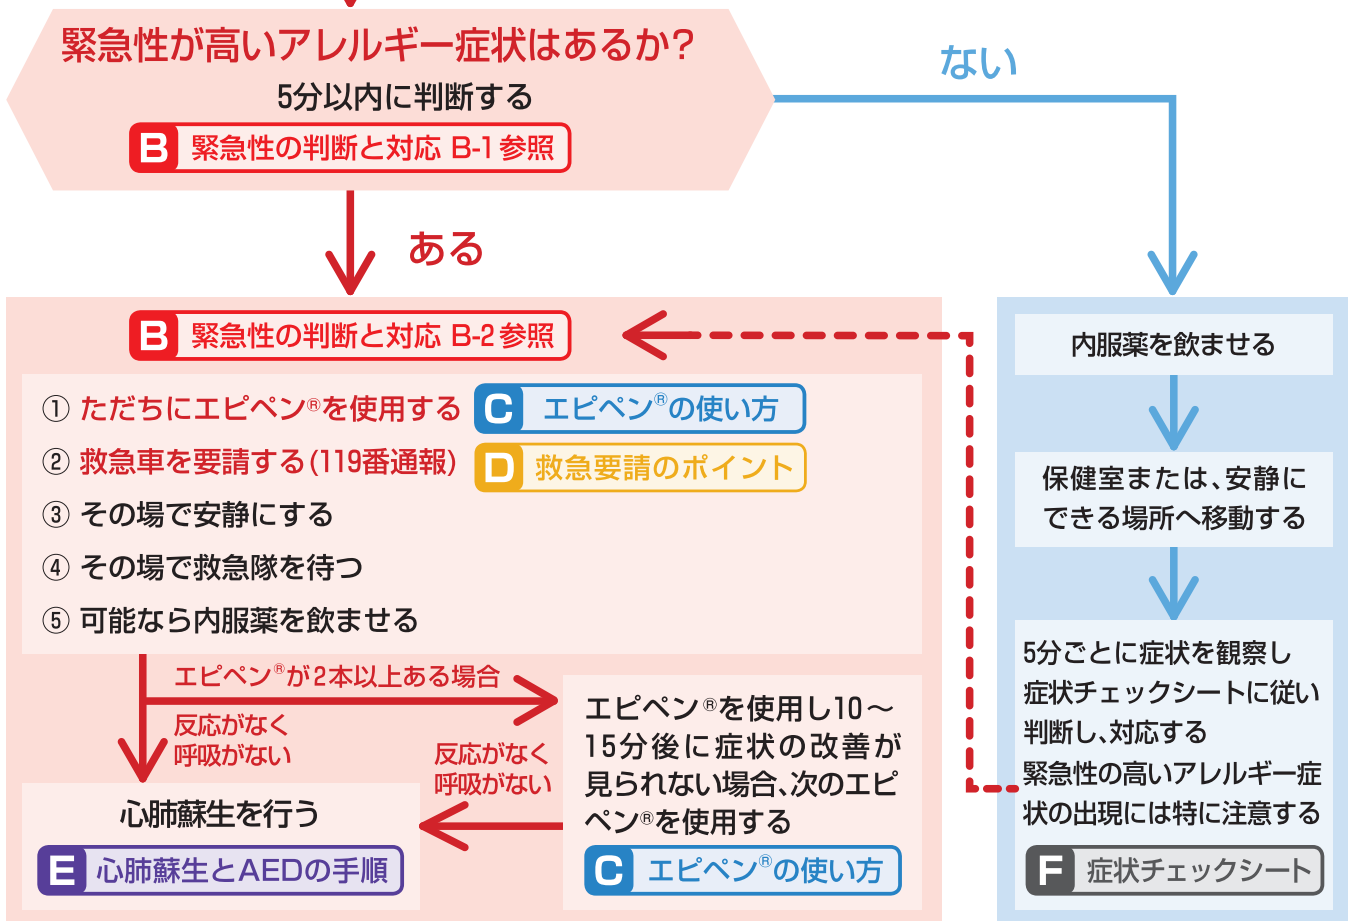 緊急性が高いアレルギー症状はあるか?
5分以内に判断する
B 緊急性の判断と対応 B-1参照
ない
ある
B 緊急性の判断と対応 B-2参照
① ただちにエピペン®を使用する
C エピペン®の使い方
② 救急車を要請する(119番通報)
D 救急要請のポイント
③ その場で安静にする
④ その場で救急隊を待つ
⑤ 可能なら内服薬を飲ませる
エピペン®が2本以上ある場合
反応がなく
呼吸がない
エピペン®を使用し10〜
15分後に症状の改善が
見られない場合、次のエピ
ペン®を使用する
C エピペン®の使い方
反応がなく
呼吸がない
心肺蘇生を行う
E 心肺蘇生とAEDの手順
内服薬を飲ませる
保健室または、安静に
できる場所へ移動する
5分ごとに症状を観察し
症状チェックシートに従い
判断し、対応する
緊急性の高いアレルギー症
状の出現には特に注意する
F 症状チェックシート